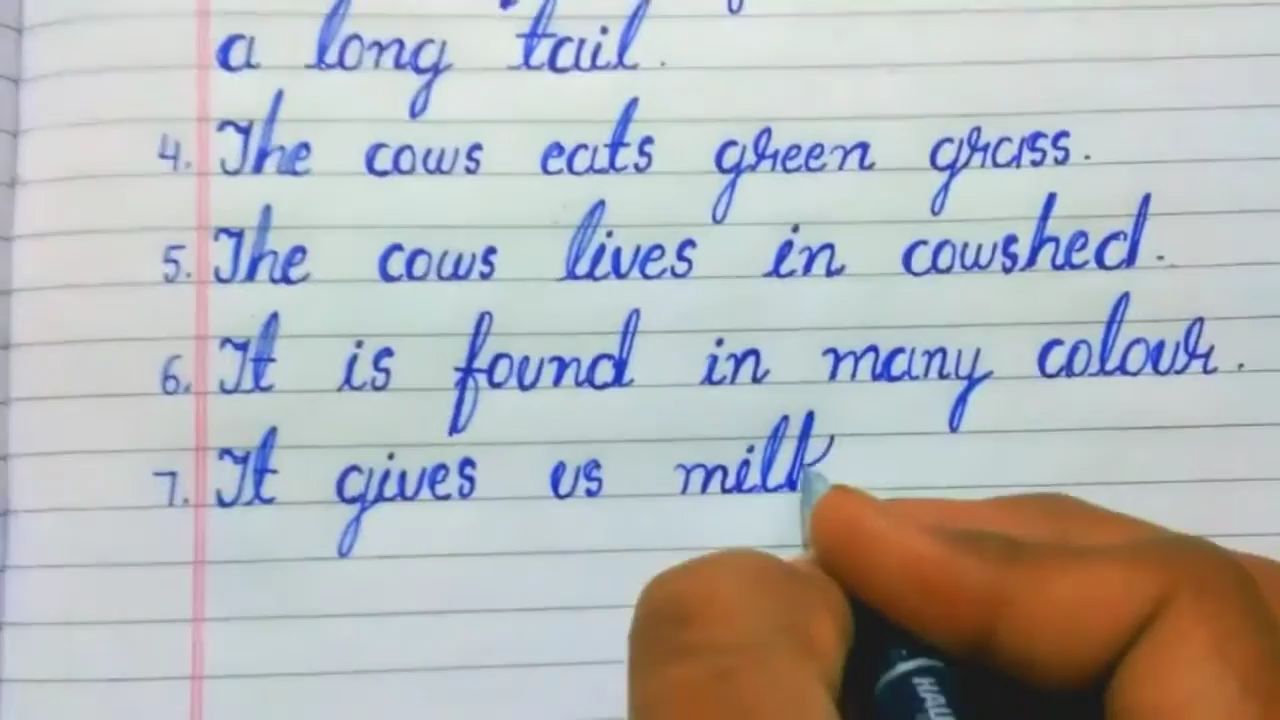 a long tail.
4. The cows eats green grass.
5. The cows lives in cowshed.
6. It is found in many colour.
7. It gives us milk